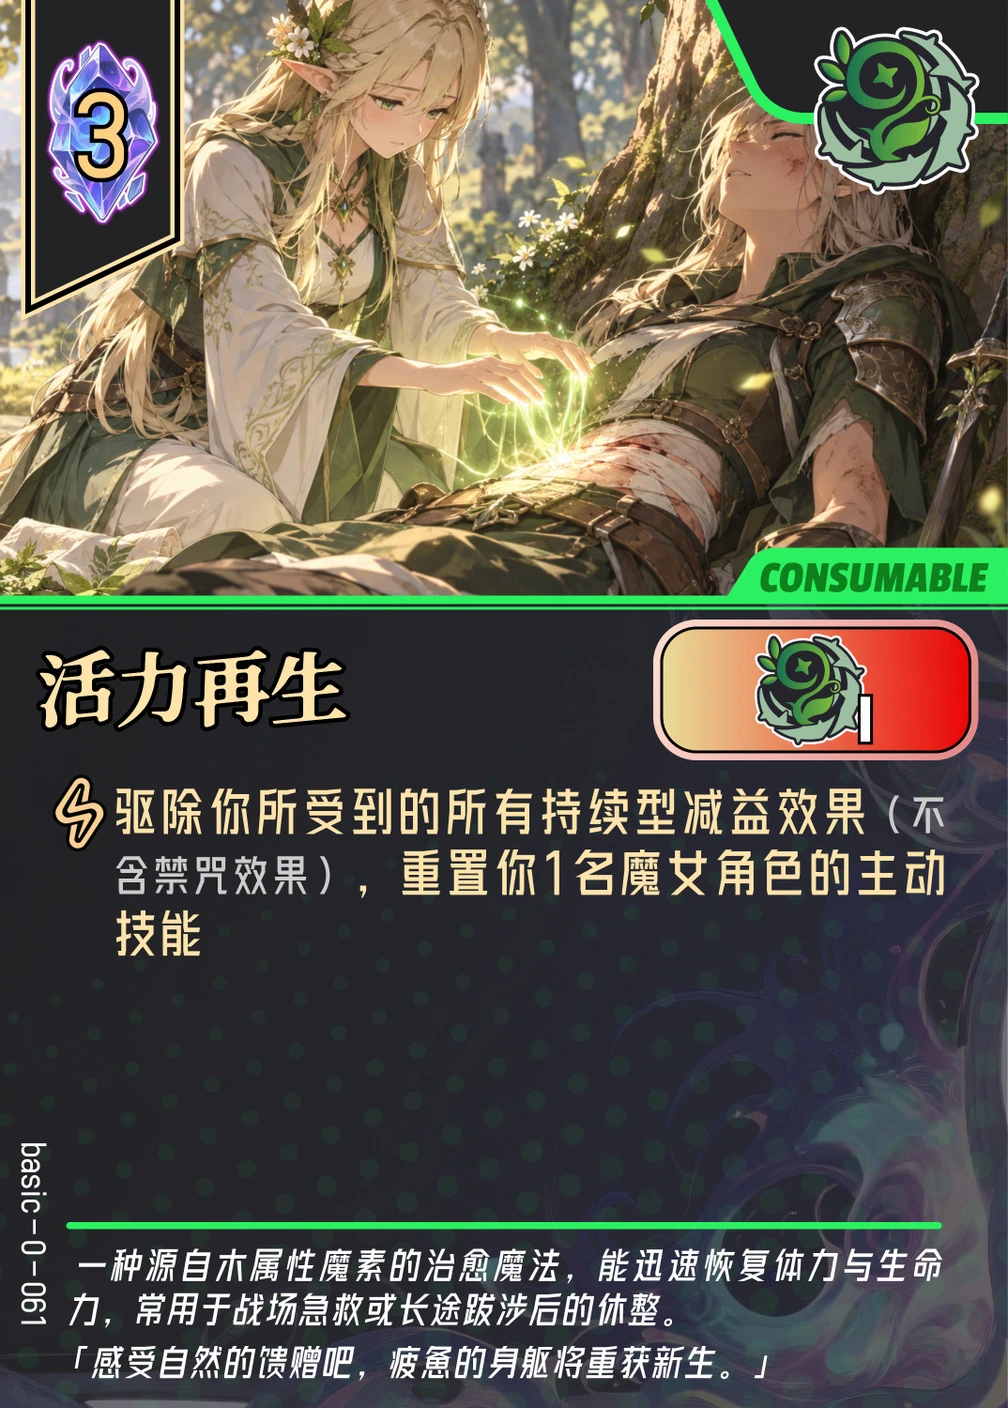 3
CONSUMABLE
活力再生
1
驱除你所受到的所有持续型减益效果（不
含禁咒效果），重置你1名魔女角色的主动
技能
basic-0-061
一种源自木属性魔素的治愈魔法，能迅速恢复体力与生命
力，常用于战场急救或长途跋涉后的休整。
「感受自然的馈赠吧，疲惫的身躯将重获新生。」